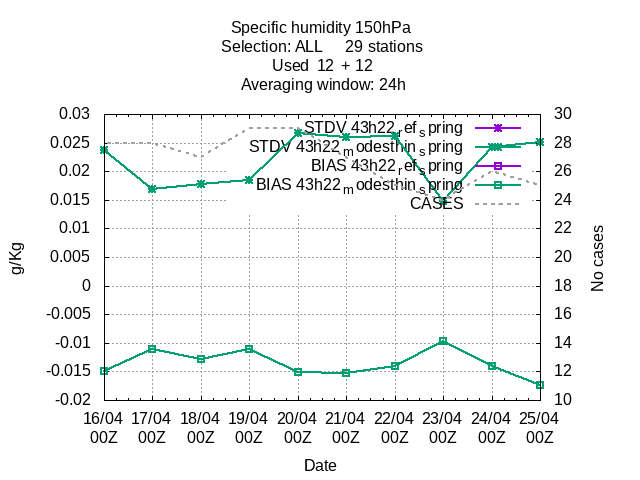 Specific humidity 150hPa
Selection: ALL 29 stations
Used 12 + 12
Averaging window: 24h
STDV 43h22_ref_spring
STDV 43h22_modesthin_spring
BIAS 43h22_ref_spring
BIAS 43h22_modesthin_spring
CASES
0.03
0.025
0.02
0.015
0.01
0.005
0
-0.005
-0.01
-0.015
-0.02
g/Kg
30
28
26
24
22
20
18
16
14
12
10
No cases
16/04 17/04 18/04 19/04 20/04 21/04 22/04 23/04 24/04 25/04
00Z 00Z 00Z 00Z 00Z 00Z 00Z 00Z 00Z 00Z
Date